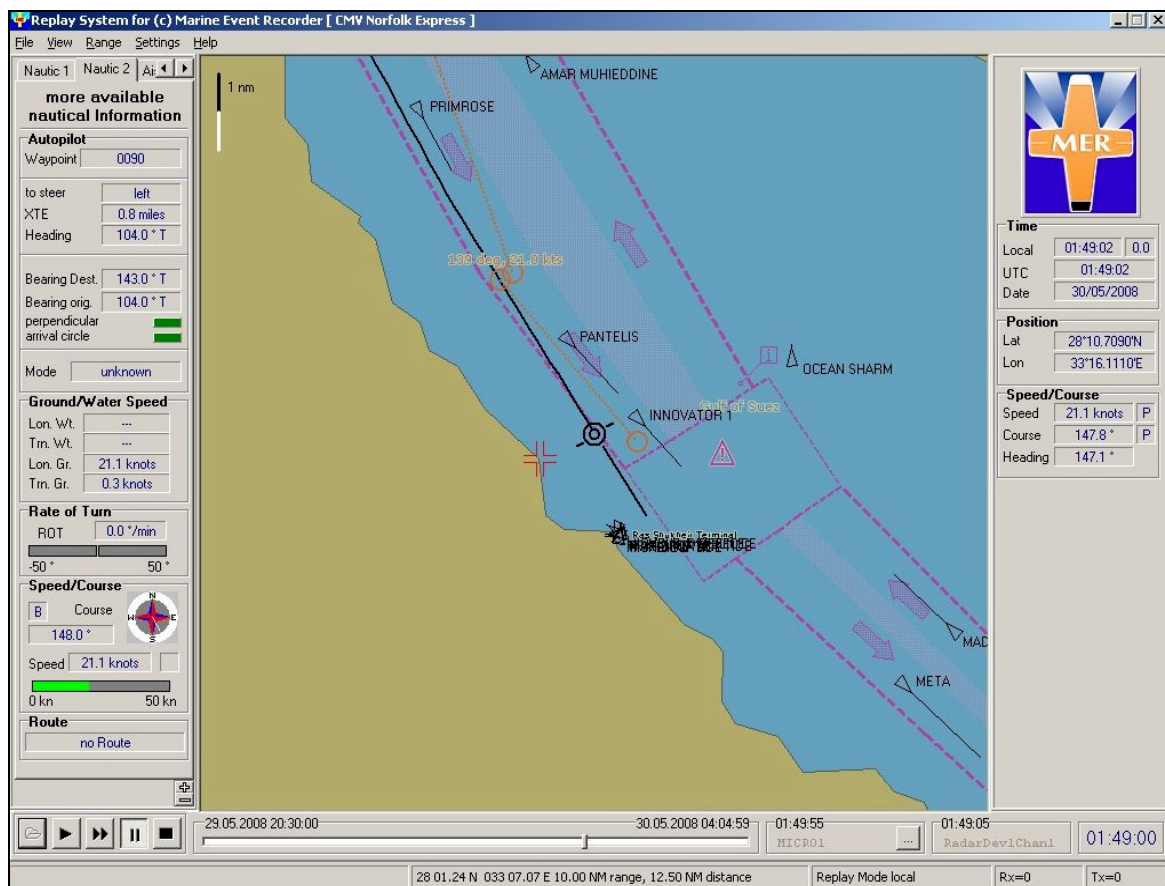 Replay System for (c) Marine Event Recorder [ CMV Norfolk Express ]
File View Range Settings Help
Nautic 1 Nautic 2
more available
nautical Information
Autopilot
Waypoint 0090
to steer left
XTE 0.8 miles
Heading 104.0 ° T
Bearing Dest. 143.0 ° T
Bearing orig. 104.0 ° T
perpendicular
arrival circle
Mode unknown
Ground/Water Speed
Lon. Wt. ---
Trn. Wt. ---
Lon. Gr. 21.1 knots
Trn. Gr. 0.3 knots
Rate of Turn
ROT 0.0 °/min
-50 ° 50 °
Speed/Course
B Course
N
W E
S
148.0 °
Speed 21.1 knots
0 kn 50 kn
Route
no Route
1 nm
AMAR MUHIEDDINE
PRIMROSE
139 deg, 21.0 kts
PANTELIS
OCEAN SHARM
Gulf of Suez
INNOVATOR 1
Ras Shukheir Terminal
MAD
META
MER
Time
Local 01:49:02 0.0
UTC 01:49:02
Date 30/05/2008
Position
Lat 28°10.7090'N
Lon 33°16.1110'E
Speed/Course
Speed 21.1 knots P
Course 147.8 ° P
Heading 147.1 °
29.05.2008 20:30:00 30.05.2008 04:04:59
01:49:55
MICRO1 ...
01:49:05
RadarDev1Chan1
01:49:00
28 01.24 N 033 07.07 E 10.00 NM range, 12.50 NM distance Replay Mode local Rx=0 Tx=0